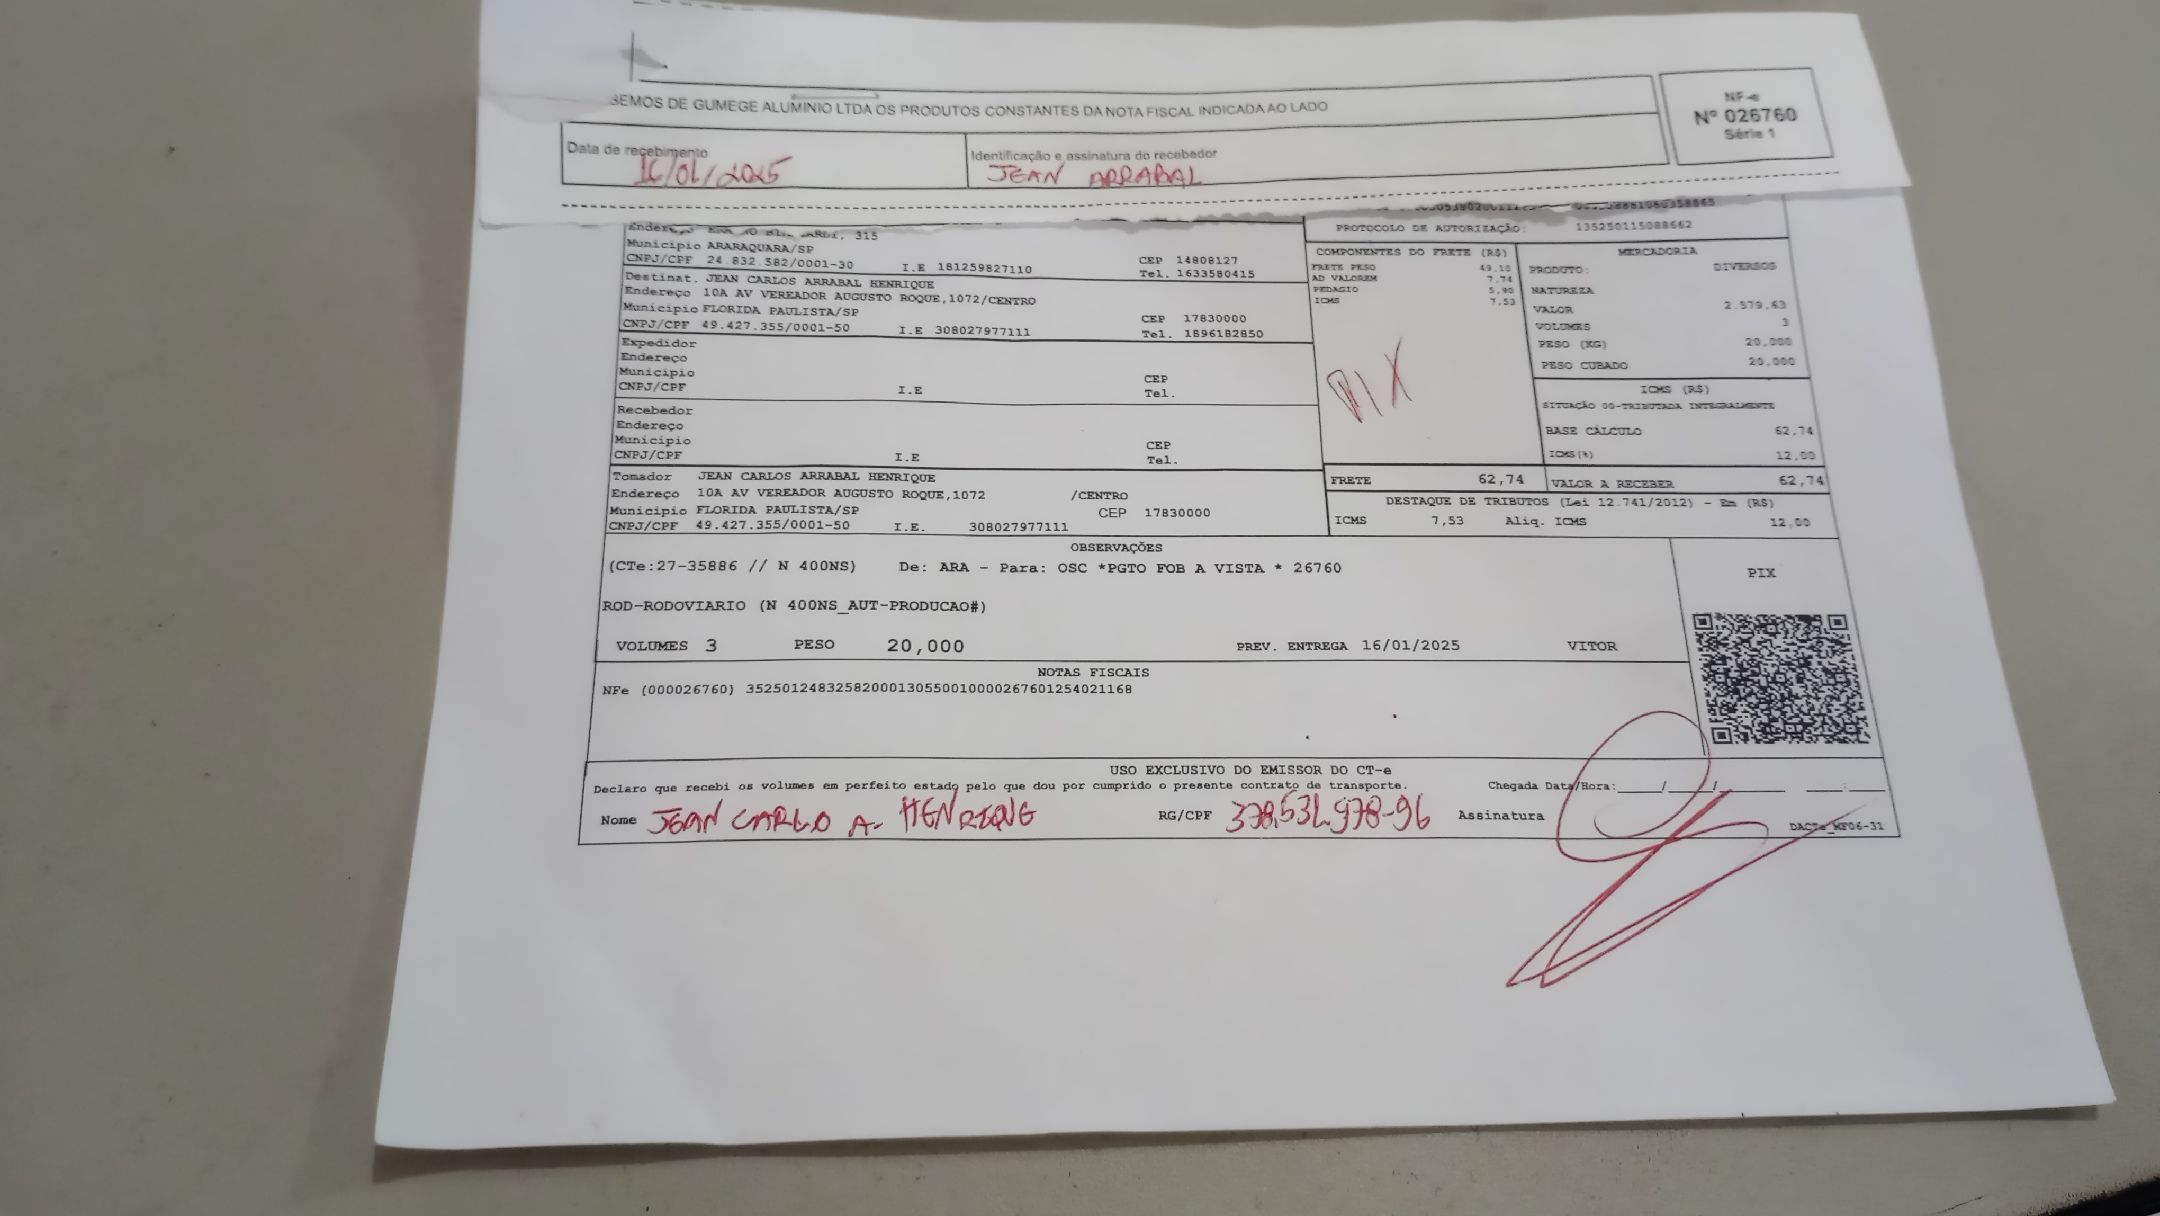 BEMOS DE GUMEGE ALUMINIO LTDA OS PRODUTOS CONSTANTES DA NOTA FISCAL INDICADA AO LADO
NF-e
Nº 026760
Série 1
Data de recebimento
16/01/2025
Identificação e assinatura do recebedor
JEAN ARRABAL
315
Município ARARAQUARA/SP
CEP 14808127
CNPJ/CPF 24.832.582/0001-30 I.E 181259827110 Tel. 1633580415
Destinat. JEAN CARLOS ARRABAL HENRIQUE
Endereço 10A AV VEREADOR AUGUSTO ROQUE,1072/CENTRO
Município FLORIDA PAULISTA/SP CEP 17830000
CNPJ/CPF 49.427.355/0001-50 I.E 308027977111 Tel. 1896182850
Expedidor
Endereço
Município CEP
CNPJ/CPF I.E Tel.
Recebedor
Endereço
Município CEP
CNPJ/CPF I.E Tel.
Tomador JEAN CARLOS ARRABAL HENRIQUE
Endereço 10A AV VEREADOR AUGUSTO ROQUE,1072 /CENTRO
Município FLORIDA PAULISTA/SP CEP 17830000
CNPJ/CPF 49.427.355/0001-50 I.E. 308027977111
PROTOCOLO DE AUTORIZAÇÃO: 135250115088662
COMPONENTES DO FRETE (R$)
FRETE PESO 49,10
AD VALOREM 7,74
PEDAGIO 5,90
ICMS 7,53
PIX
MERCADORIA
PRODUTO: DIVERSOS
NATUREZA
VALOR 2.579,63
VOLUMES 3
PESO (KG) 20,000
PESO CUBADO 20,000
ICMS (R$)
SITUAÇÃO 00-TRIBUTADA INTEGRALMENTE
BASE CÁLCULO 62,74
ICMS(%) 12,00
FRETE 62,74 VALOR A RECEBER 62,74
DESTAQUE DE TRIBUTOS (Lei 12.741/2012) - Em (R$)
ICMS 7,53 Aliq. ICMS 12,00
OBSERVAÇÕES
(CTe:27-35886 // N 400NS) De: ARA - Para: OSC *PGTO FOB A VISTA * 26760
ROD-RODOVIARIO (N 400NS_AUT-PRODUCAO#)
VOLUMES 3 PESO 20,000 PREV. ENTREGA 16/01/2025 VITOR
PIX
NOTAS FISCAIS
NFe (000026760) 35250124832582000130550010000267601254021168
USO EXCLUSIVO DO EMISSOR DO CT-e
Declaro que recebi os volumes em perfeito estado pelo que dou por cumprido o presente contrato de transporte. Chegada Data/Hora:____/____/____ ____:____
Nome JEAN CARLO A. HENRIQUE RG/CPF 378.531.978-96 Assinatura
DACTe_MF06-31